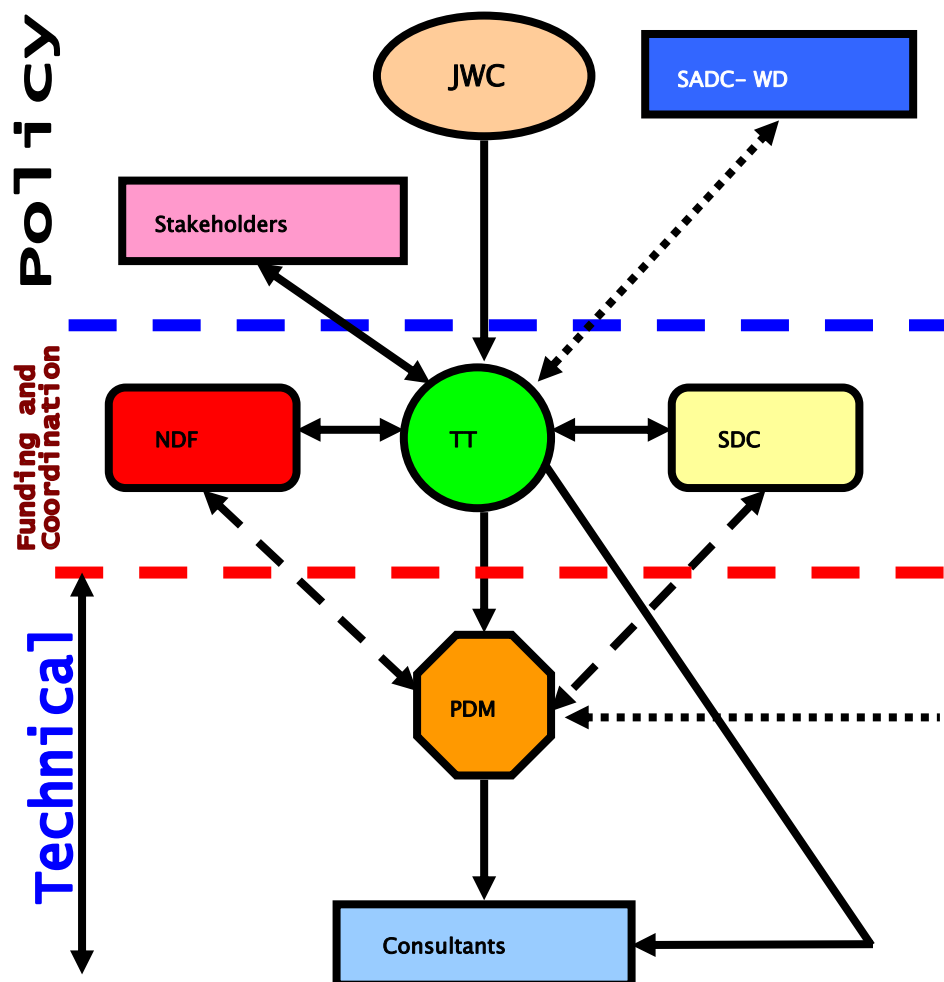 Policy
JWC
SADC- WD
Stakeholders
Funding and
Coordination
NDF
TT
SDC
Technical
PDM
Consultants